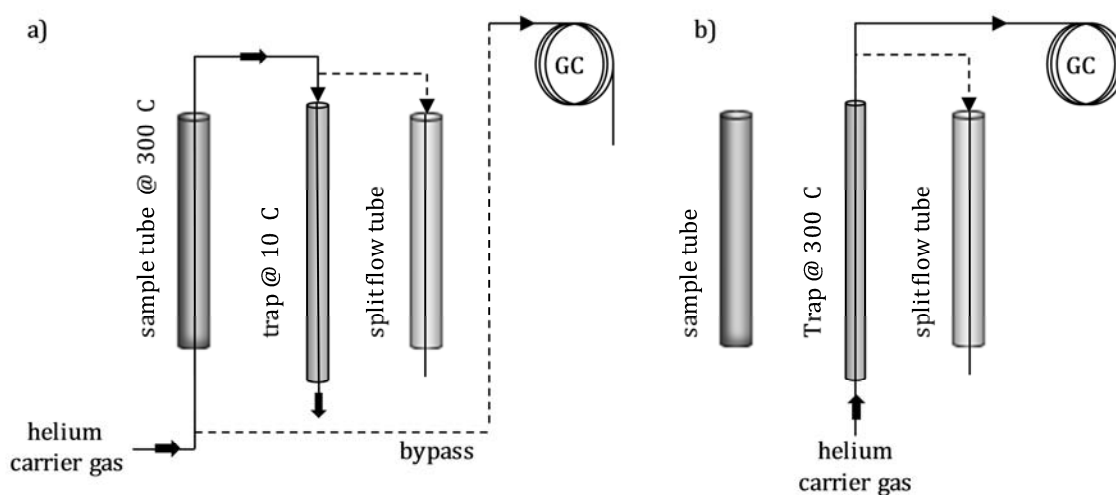 a)
GC
sample tube @ 300 C
trap @ 10 C
split flow tube
helium
carrier gas
bypass
b)
GC
sample tube
Trap @ 300 C
split flow tube
helium
carrier gas